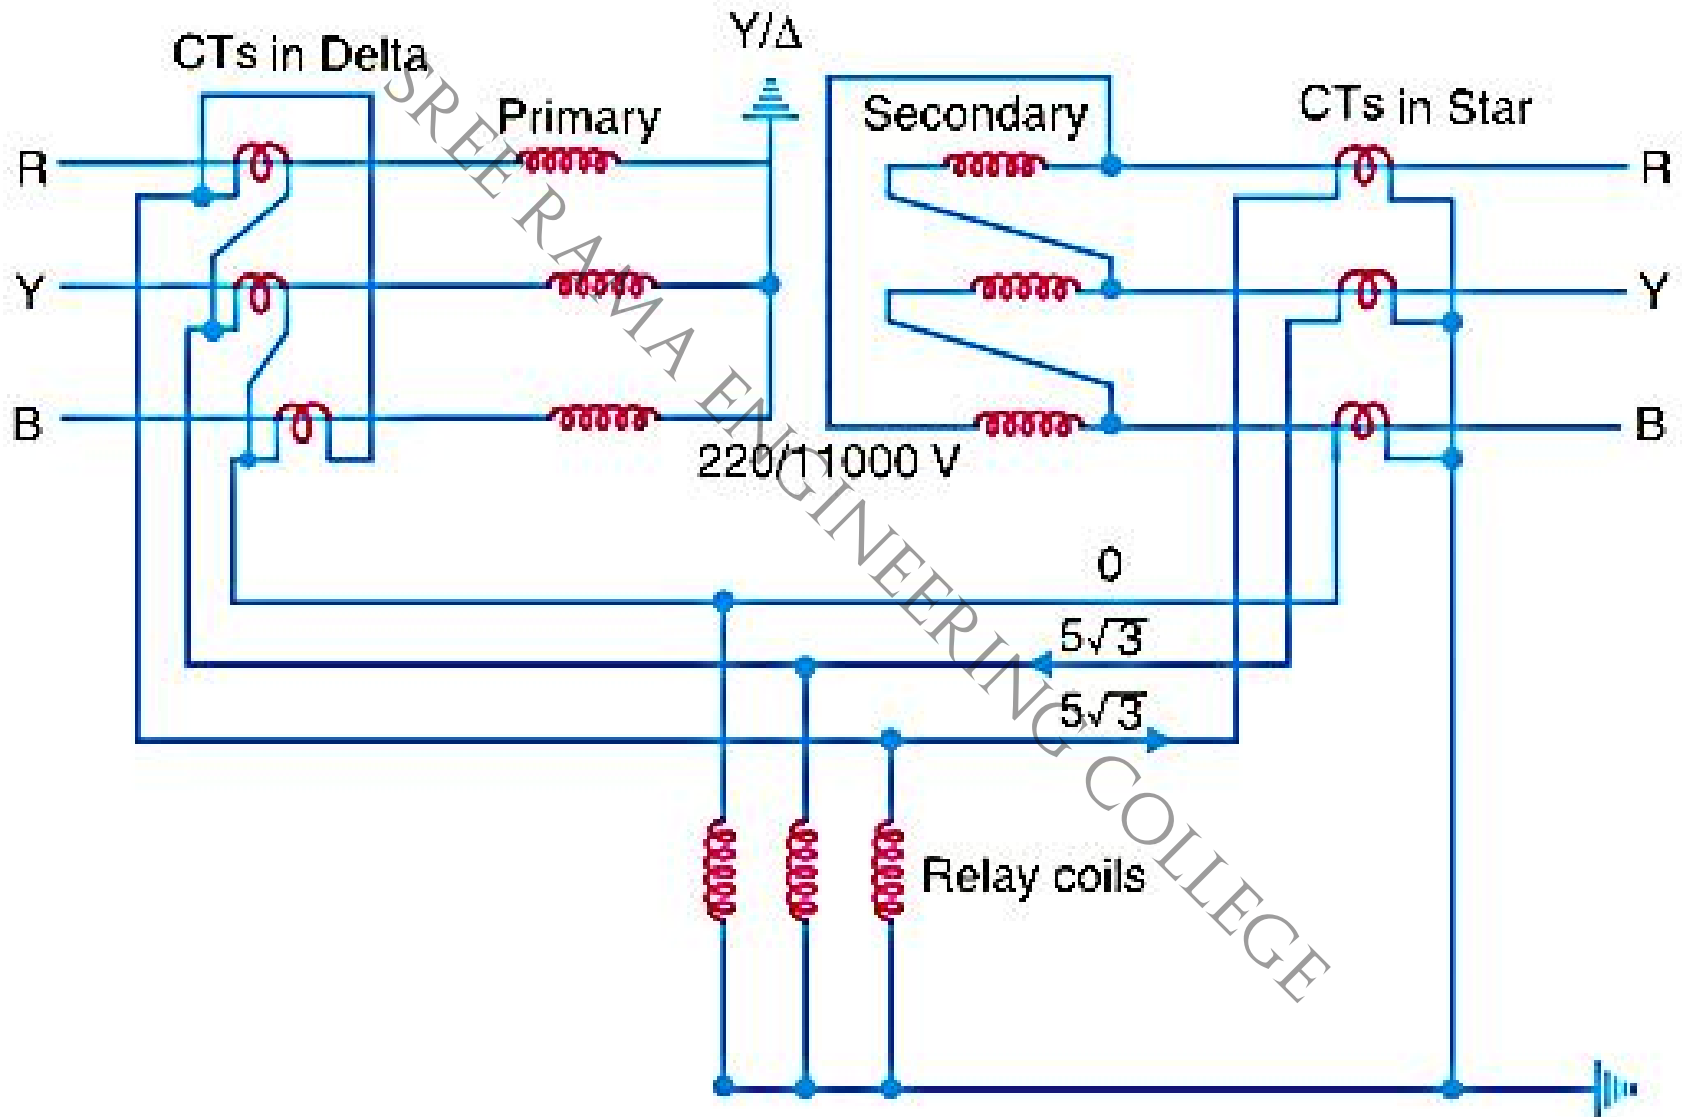 Y/Δ
CTs in Delta
Primary
Secondary
CTs in Star
R
R
Y
Y
B
B
220/11000 V
0
5√3
5√3
Relay coils
SREE RAMA ENGINEERING COLLEGE